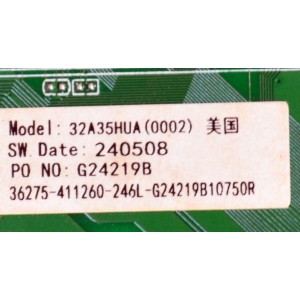 Model: 32A35HUA(0002) 美国
SW. Date: 240508
PO NO: G24219B
36275-411260-246L-G24219B10750R